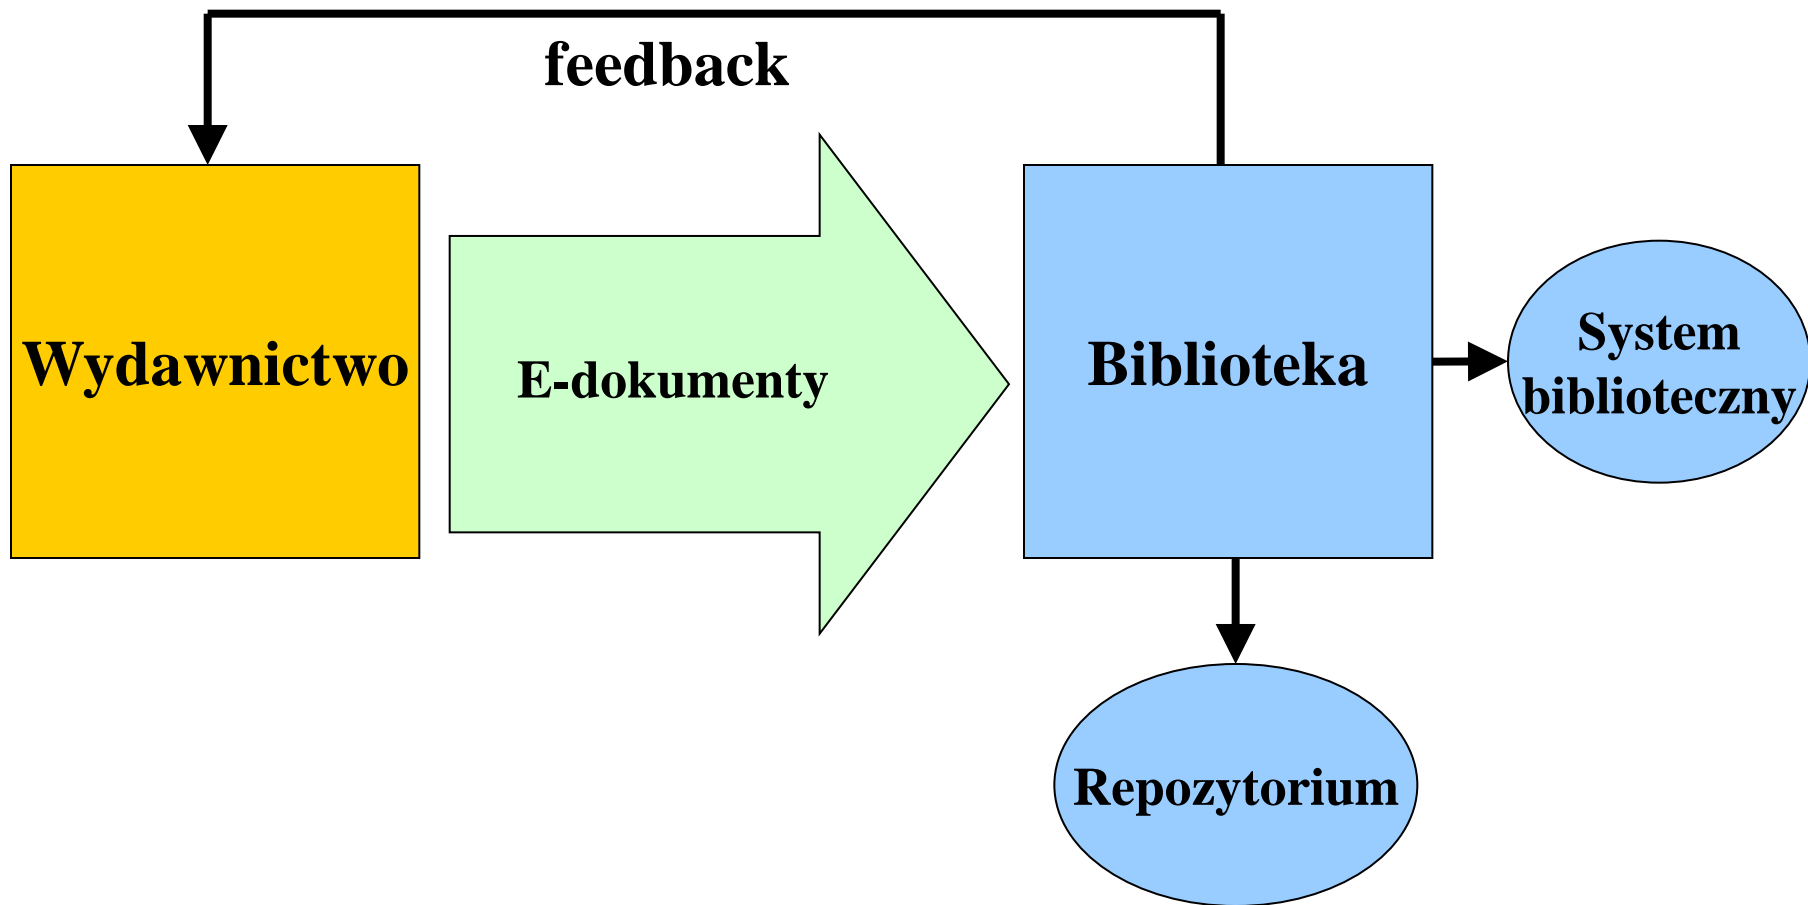 feedback
Wydawnictwo
E-dokumenty
Biblioteka
System
biblioteczny
Repozytorium